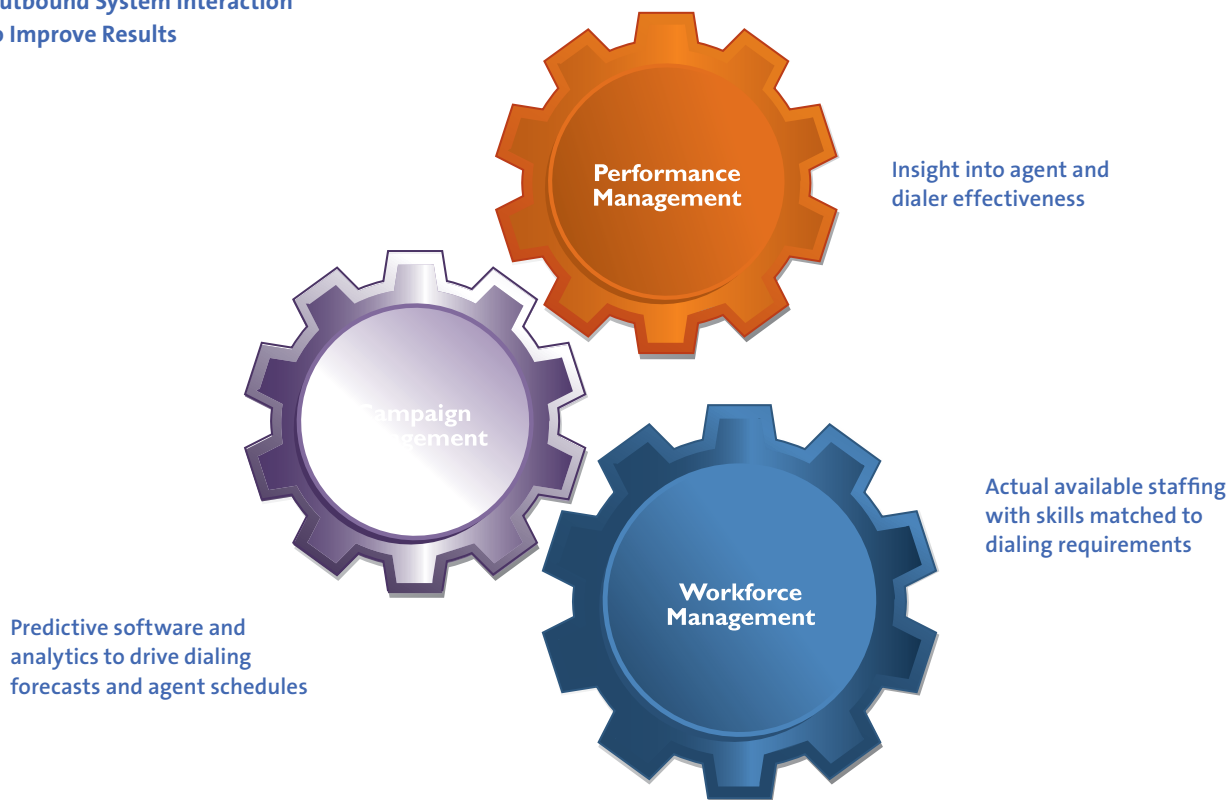 utbound System Interaction
o Improve Results
Performance
Management
Insight into agent and
dialer effectiveness
Campaign
gement
Actual available staffing
with skills matched to
dialing requirements
Workforce
Management
Predictive software and
analytics to drive dialing
forecasts and agent schedules